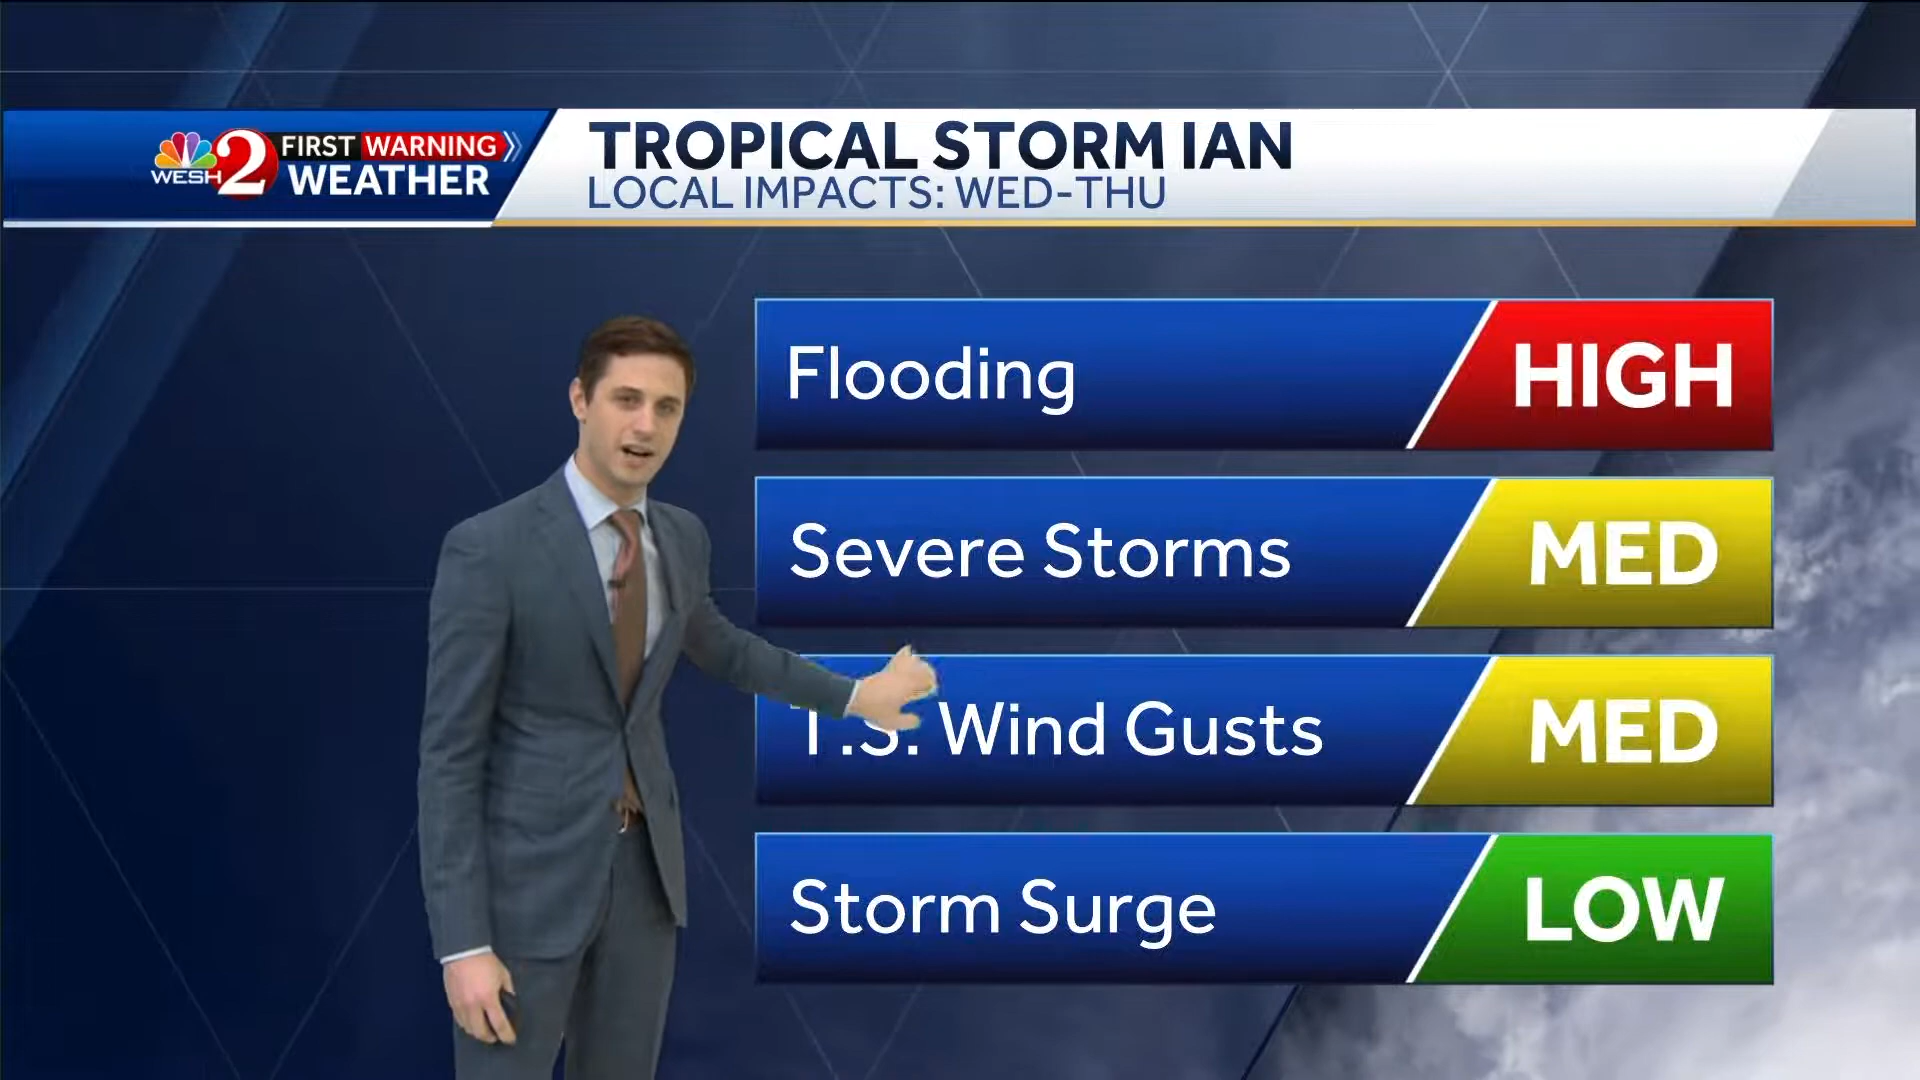 WESH 2 FIRST WARNING
WEATHER
TROPICAL STORM IAN
LOCAL IMPACTS: WED-THU
Flooding HIGH
Severe Storms MED
T.S. Wind Gusts MED
Storm Surge LOW